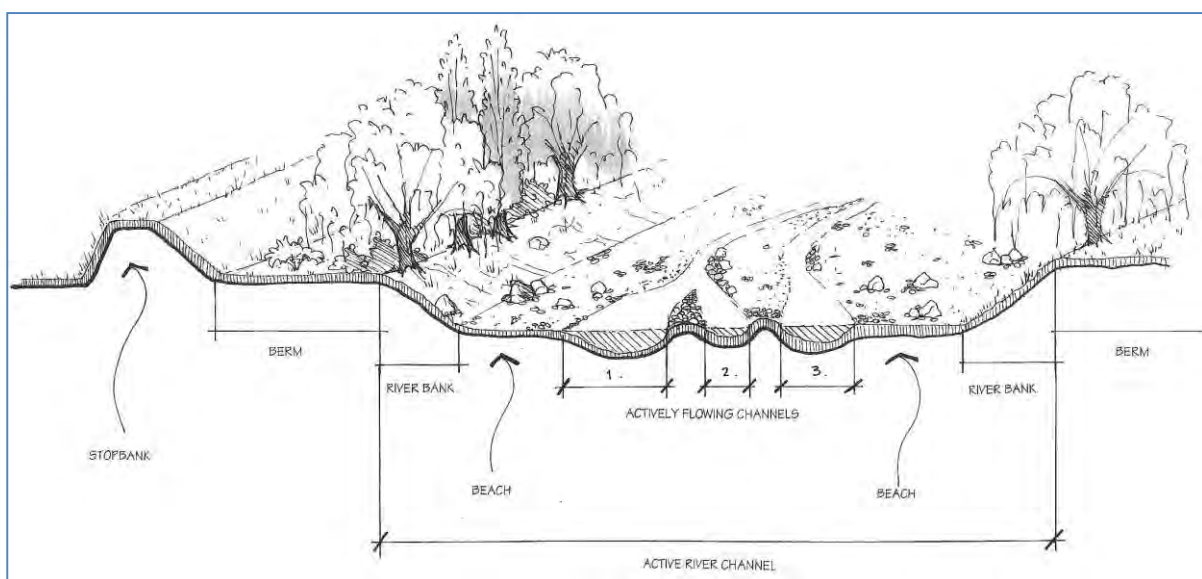 BERM
RIVER BANK
1.
2.
3.
RIVER BANK
BERM
ACTIVELY FLOWING CHANNELS
STOPBANK
BEACH
BEACH
ACTIVE RIVER CHANNEL